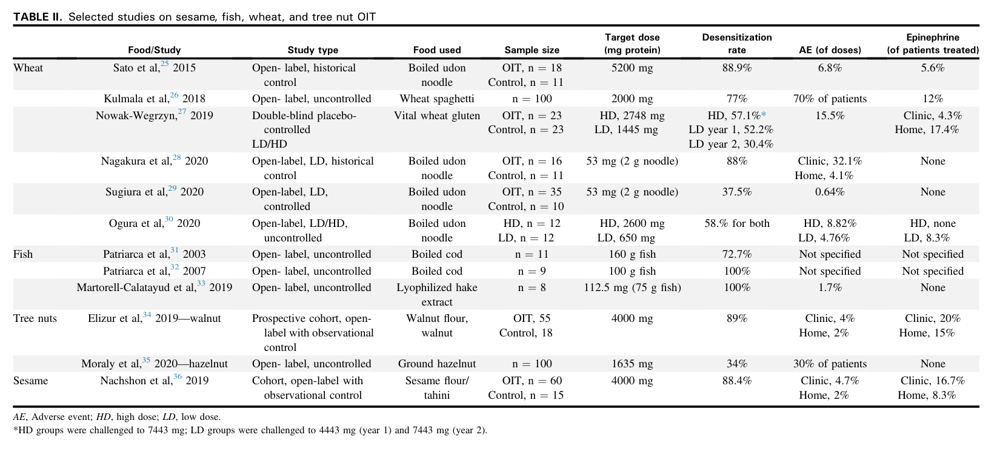 TABLE II. Selected studies on sesame, fish, wheat, and tree nut OIT
Food/Study Study type Food used Sample size Target dose (mg protein) Desensitization rate AE (of doses) Epinephrine (of patients treated)
Wheat Sato et al,25 2015 Open- label, historical Boiled udon OIT, n = 18 5200 mg 88.9% 6.8% 5.6%
control noodle Control, n = 11
Kulmala et al,26 2018 Open- label, uncontrolled Wheat spaghetti n = 100 2000 mg 77% 70% of patients 12%
Nowak-Wegrzyn,27 2019 Double-blind placebo- Vital wheat gluten OIT, n = 23 HD, 2748 mg HD, 57.1%* 15.5% Clinic, 4.3%
controlled Control, n = 23 LD, 1445 mg LD year 1, 52.2% Home, 17.4%
LD/HD LD year 2, 30.4%
Nagakura et al,28 2020 Open-label, LD, historical Boiled udon OIT, n = 16 53 mg (2 g noodle) 88% Clinic, 32.1% None
control noodle Control, n = 11 Home, 4.1%
Sugiura et al,29 2020 Open-label, LD, Boiled udon OIT, n = 35 53 mg (2 g noodle) 37.5% 0.64% None
controlled noodle Control, n = 10
Ogura et al,30 2020 Open-label, LD/HD, Boiled udon HD, n = 12 HD, 2600 mg 58.% for both HD, 8.82% HD, none
uncontrolled noodle LD, n = 12 LD, 650 mg LD, 4.76% LD, 8.3%
Fish Patriarca et al,31 2003 Open- label, uncontrolled Boiled cod n = 11 160 g fish 72.7% Not specified Not specified
Patriarca et al,32 2007 Open- label, uncontrolled Boiled cod n = 9 100 g fish 100% Not specified Not specified
Martorell-Calatayud et al,33 2019 Open- label, uncontrolled Lyophilized hake n = 8 112.5 mg (75 g fish) 100% 1.7% None
extract
Tree nuts Elizur et al,34 2019—walnut Prospective cohort, open- Walnut flour, OIT, 55 4000 mg 89% Clinic, 4% Clinic, 20%
label with observational walnut Control, 18 Home, 2% Home, 15%
control
Moraly et al,35 2020—hazelnut Open- label, uncontrolled Ground hazelnut n = 100 1635 mg 34% 30% of patients None
Sesame Nachshon et al,36 2019 Cohort, open-label with Sesame flour/ OIT, n = 60 4000 mg 88.4% Clinic, 4.7% Clinic, 16.7%
observational control tahini Control, n = 15 Home, 2% Home, 8.3%
AE, Adverse event; HD, high dose; LD, low dose.
*HD groups were challenged to 7443 mg; LD groups were challenged to 4443 mg (year 1) and 7443 mg (year 2).